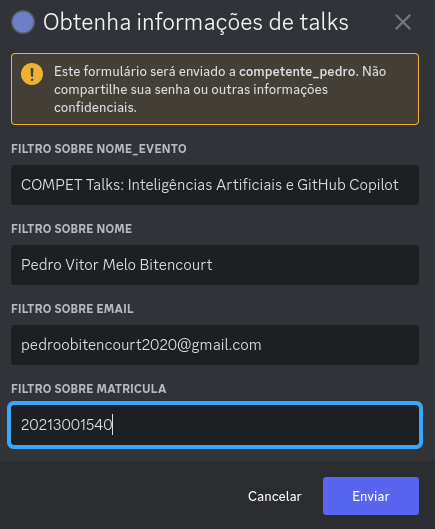 Obtenha informações de talks
Este formulário será enviado a competente_pedro. Não
compartilhe sua senha ou outras informações
confidenciais.
FILTRO SOBRE NOME_EVENTO
COMPET Talks: Inteligências Artificiais e GitHub Copilot
FILTRO SOBRE NOME
Pedro Vitor Melo Bitencourt
FILTRO SOBRE EMAIL
pedroobitencourt2020@gmail.com
FILTRO SOBRE MATRICULA
20213001540
Cancelar
Enviar